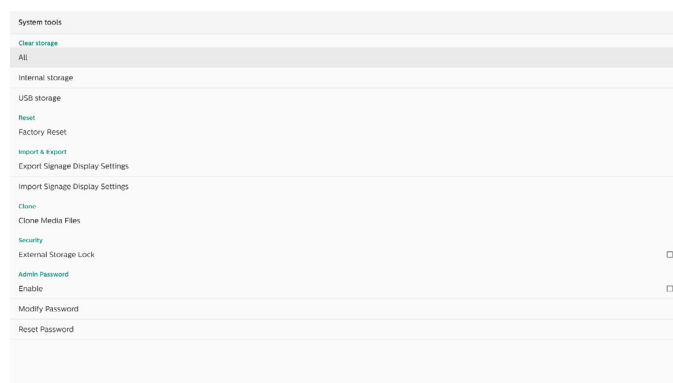 System tools
Clear storage
All
Internal storage
USB storage
Reset
Factory Reset
Import & Export
Export Signage Display Settings
Import Signage Display Settings
Clone
Clone Media Files
Security
External Storage Lock
Admin Password
Enable
Modify Password
Reset Password